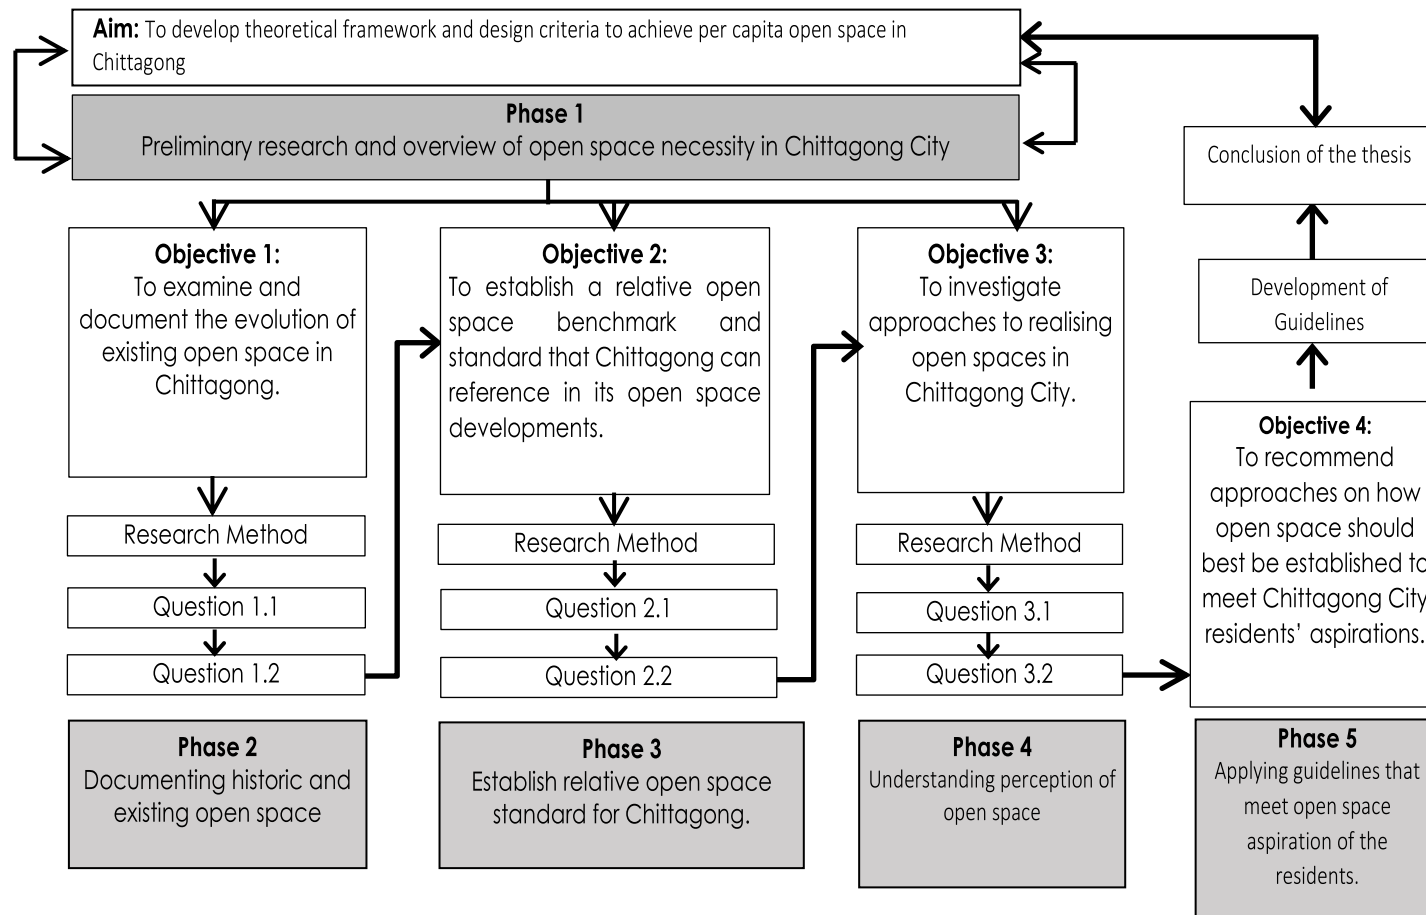 Aim: To develop theoretical framework and design criteria to achieve per capita open space in
Chittagong
Phase 1
Preliminary research and overview of open space necessity in Chittagong City
Objective 1:
To examine and
document the evolution of
existing open space in
Chittagong.
Research Method
Question 1.1
Question 1.2
Phase 2
Documenting historic and
existing open space
Objective 2:
To establish a relative open
space benchmark and
standard that Chittagong can
reference in its open space
developments.
Research Method
Question 2.1
Question 2.2
Phase 3
Establish relative open space
standard for Chittagong.
Objective 3:
To investigate
approaches to realising
open spaces in
Chittagong City.
Research Method
Question 3.1
Question 3.2
Phase 4
Understanding perception of
open space
Conclusion of the thesis
Development of
Guidelines
Objective 4:
To recommend
approaches on how
open space should
best be established to
meet Chittagong City
residents’ aspirations.
Phase 5
Applying guidelines that
meet open space
aspiration of the
residents.